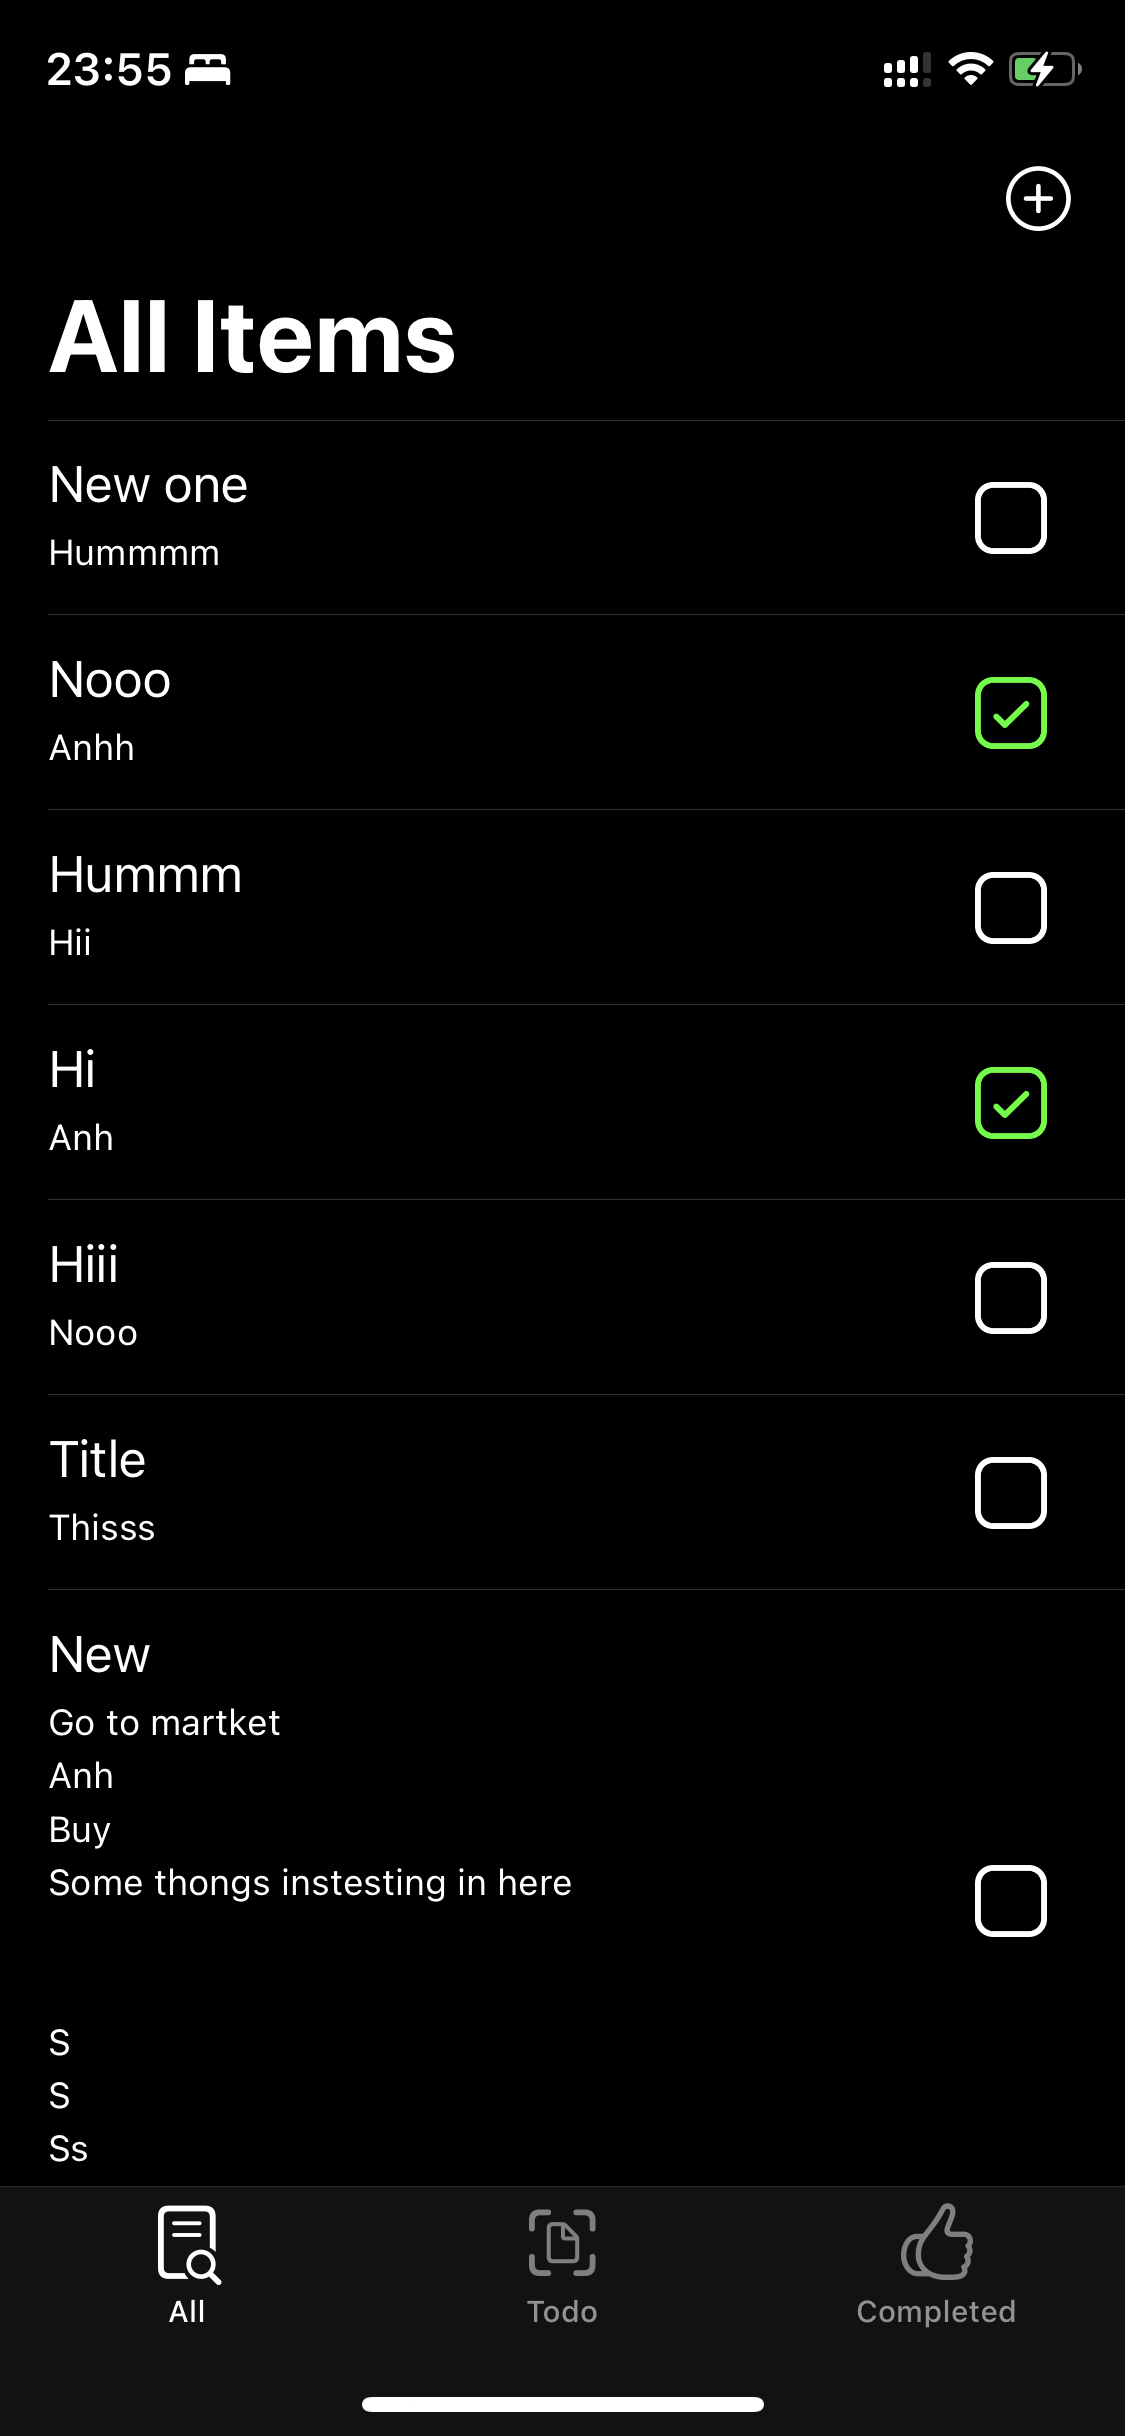 23:55
All Items
New one
Hummmm
Nooo
Anhh
Hummm
Hii
Hi
Anh
Hiii
Nooo
Title
Thisss
New
Go to martket
Anh
Buy
Some thongs instesting in here
S
S
Ss
All
Todo
Completed